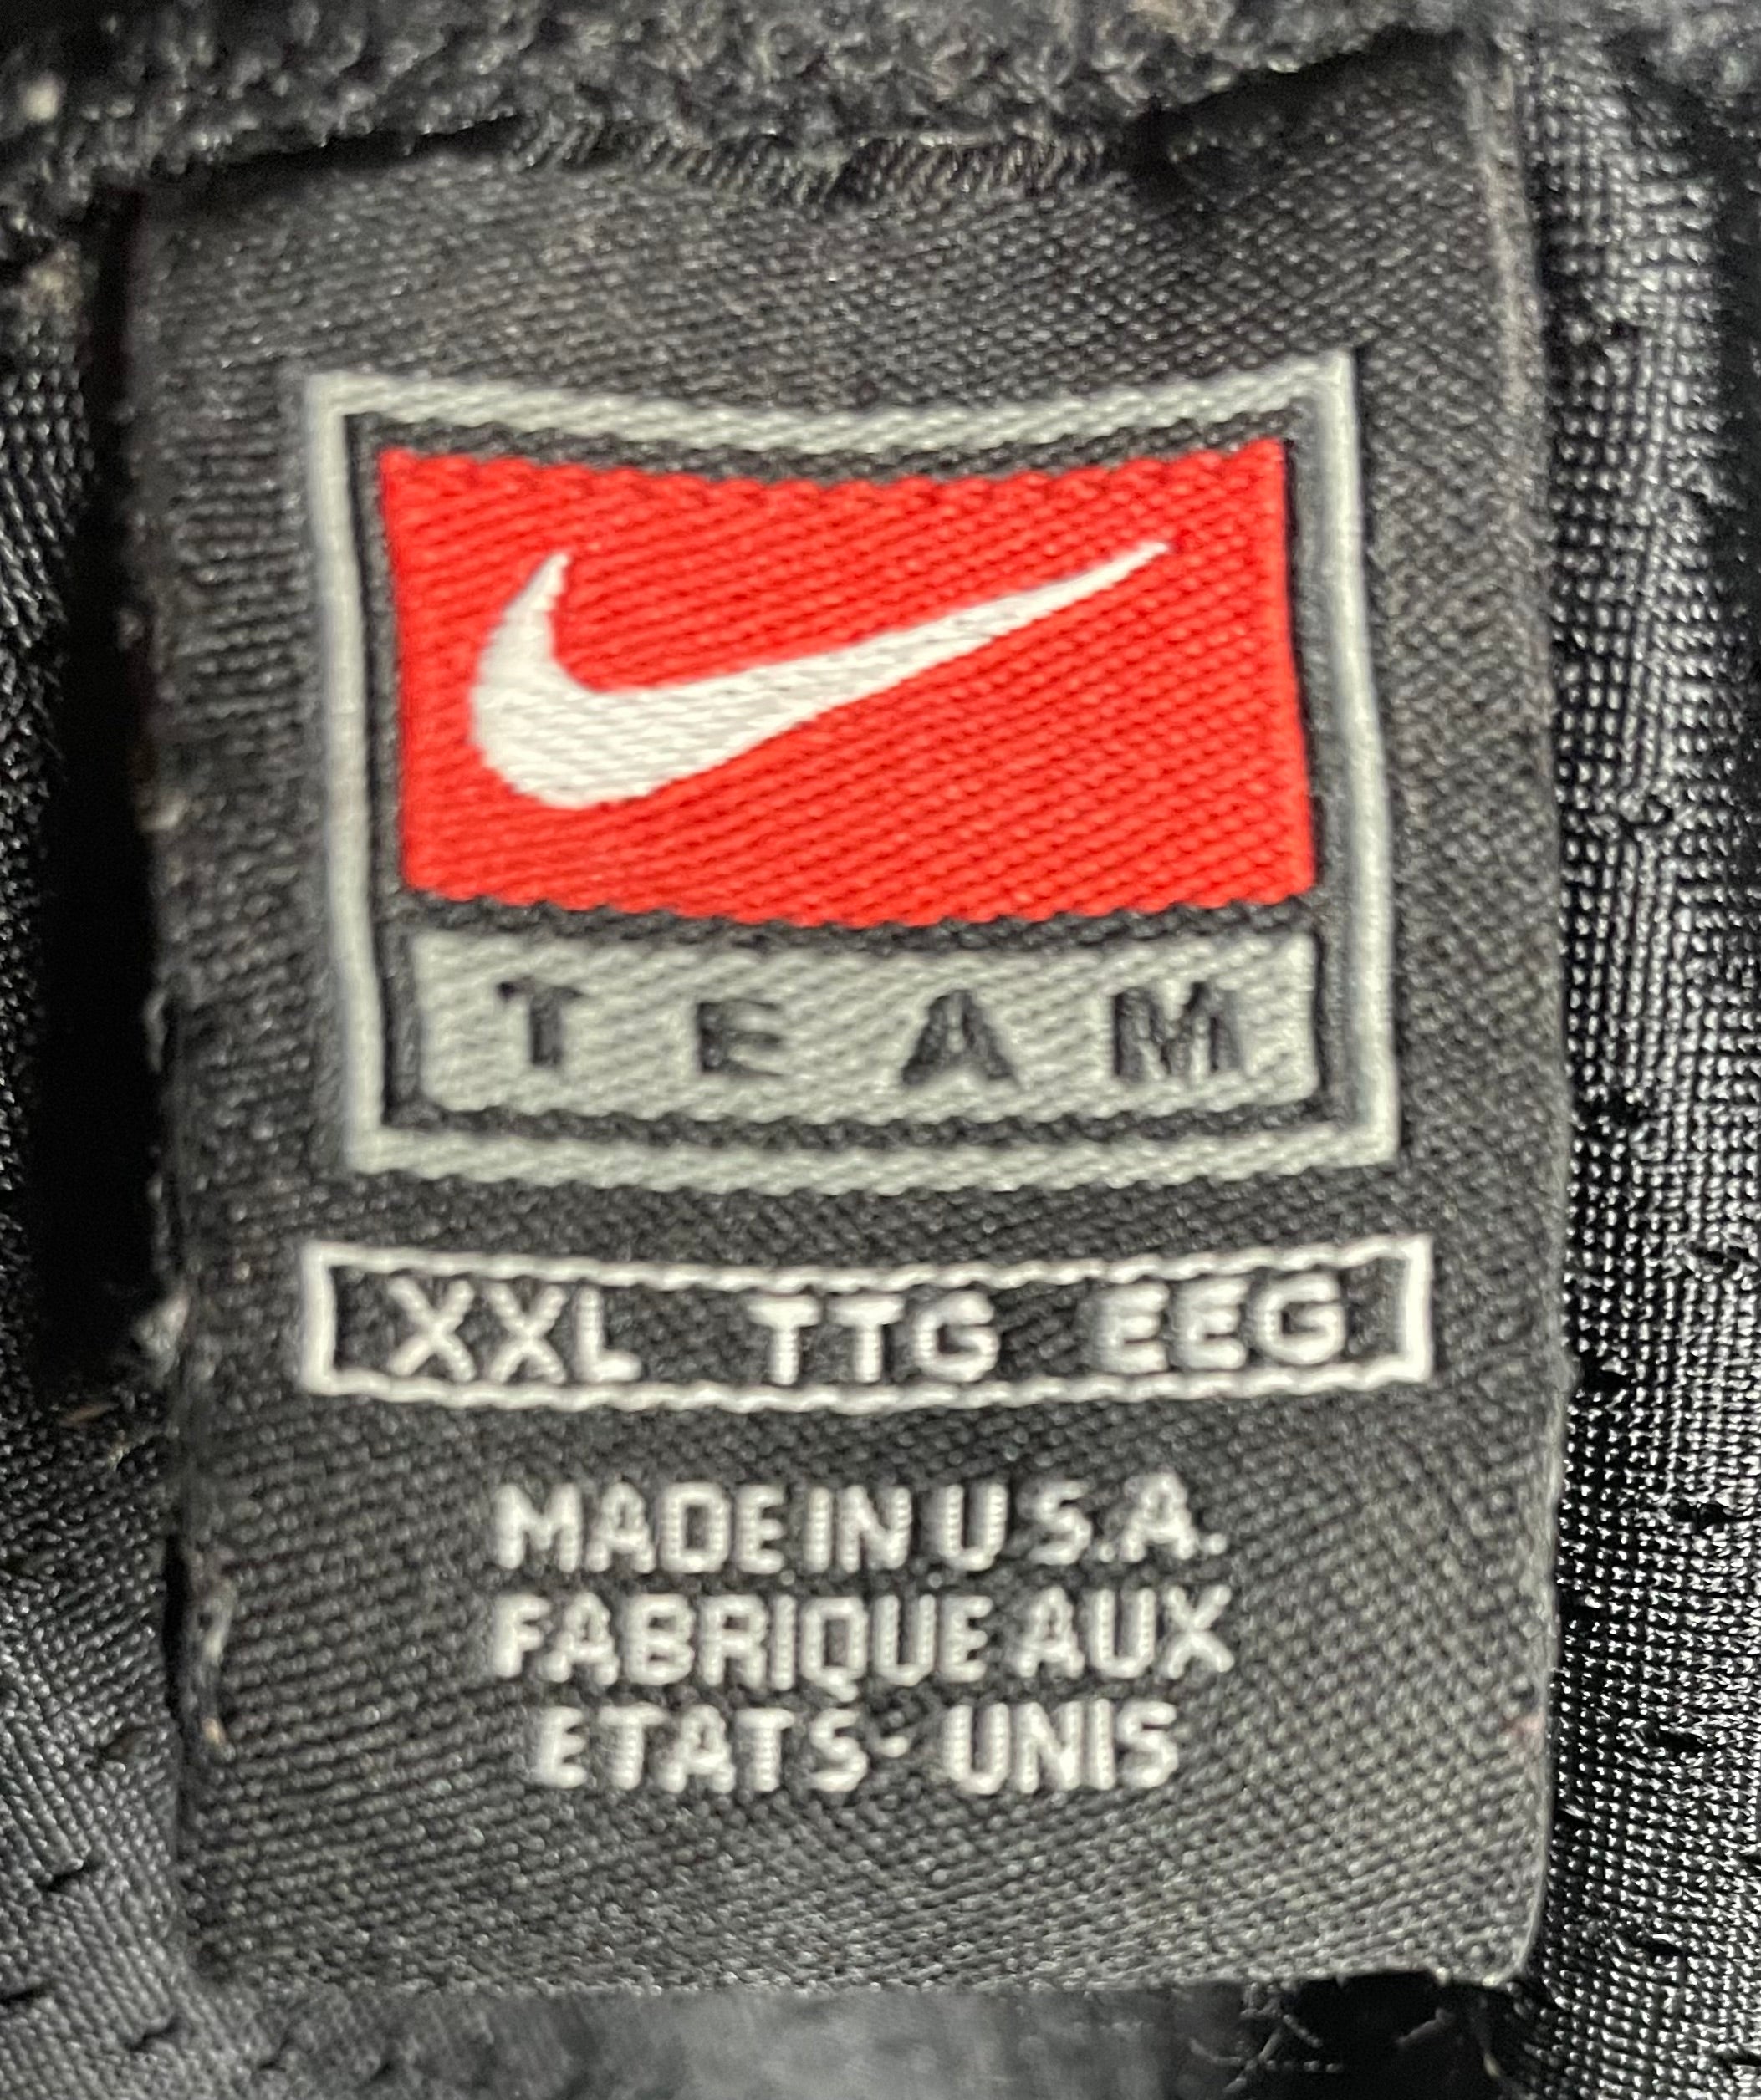 TEAM
XXL TTG EEG
MADE IN U.S.A.
FABRIQUE AUX
ETATS-UNIS